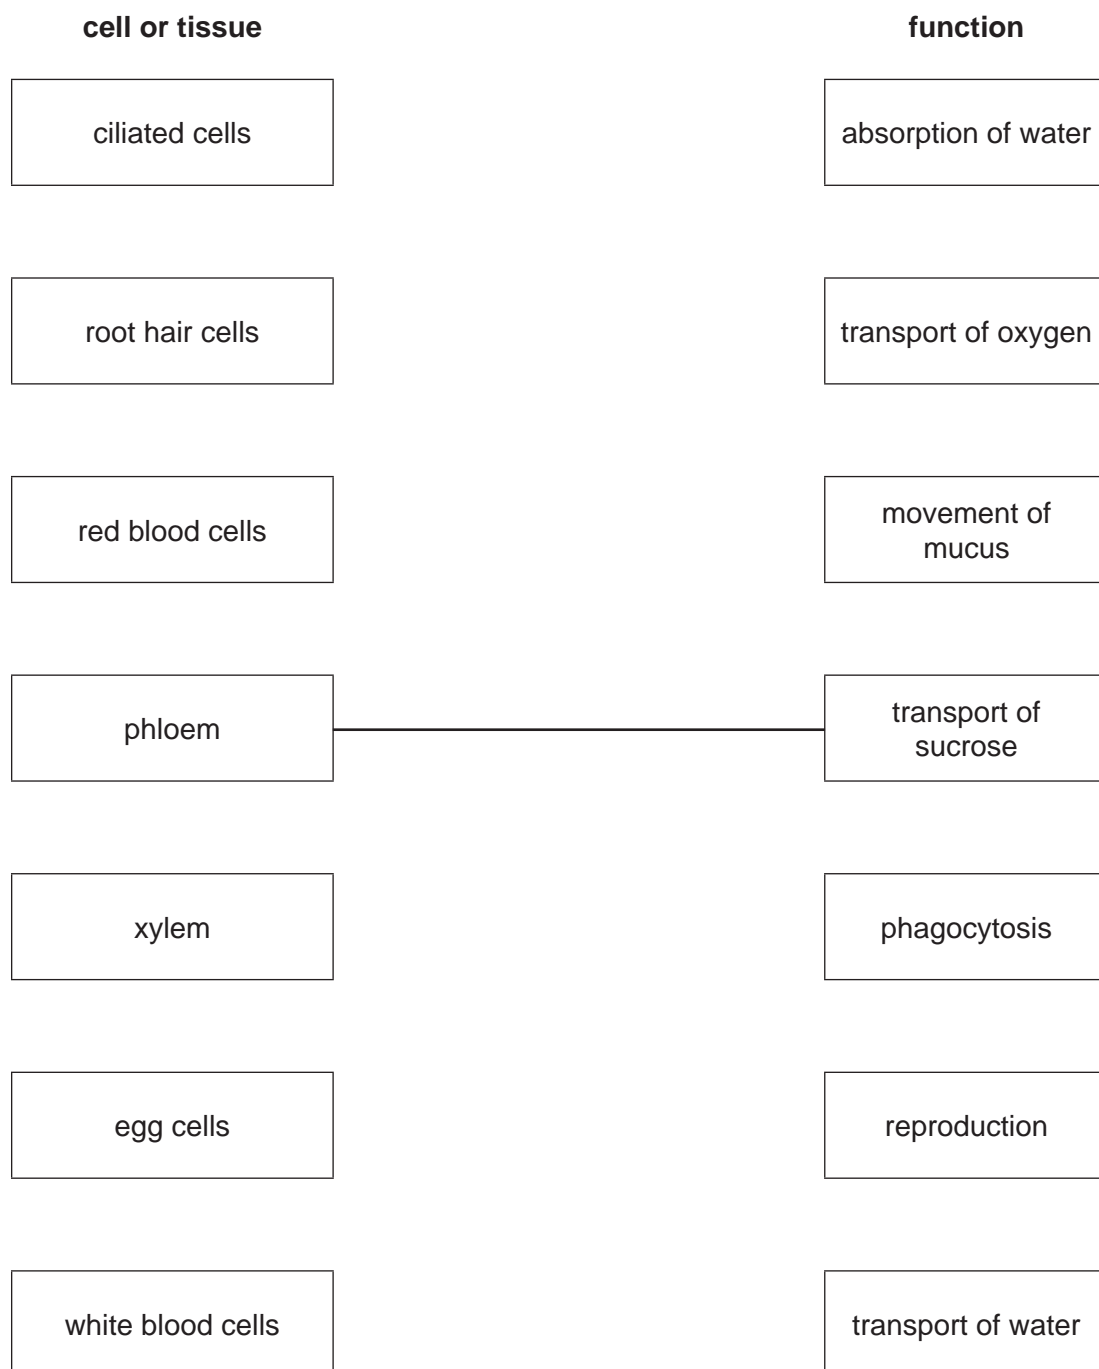 cell or tissue
function
ciliated cells
absorption of water
root hair cells
transport of oxygen
red blood cells
movement of
mucus
phloem
transport of
sucrose
xylem
phagocytosis
egg cells
reproduction
white blood cells
transport of water